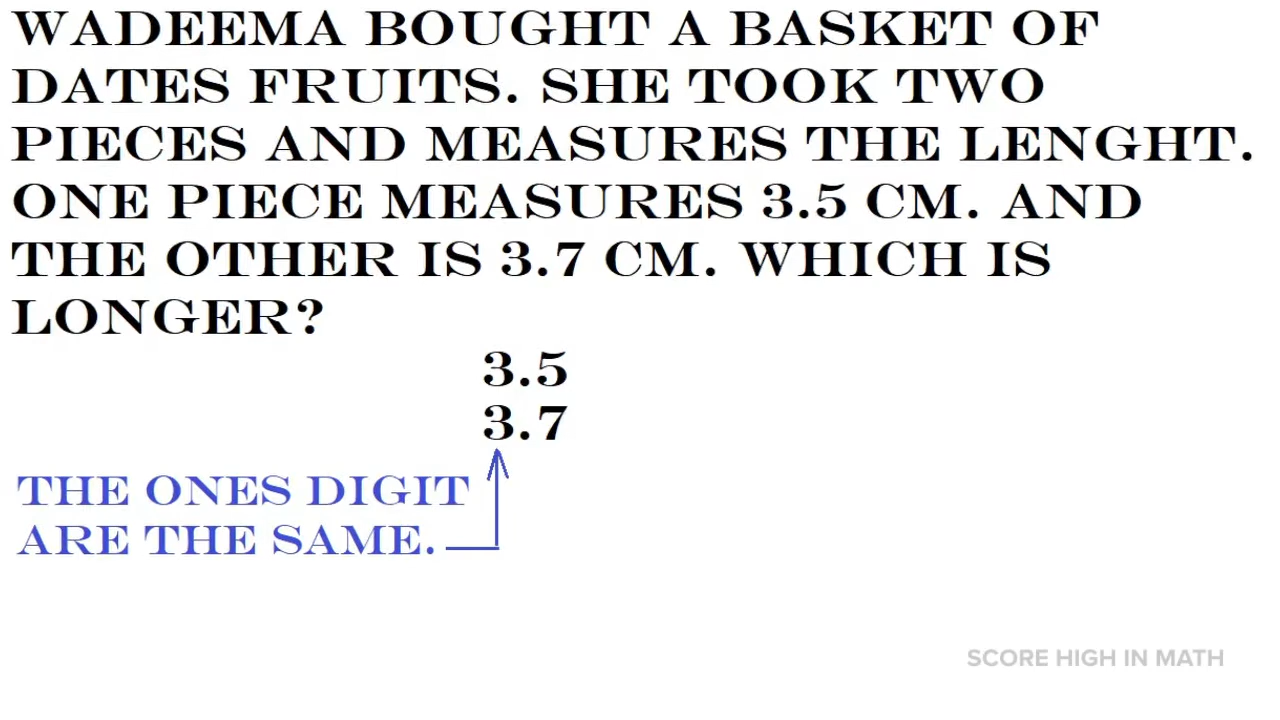 WADEEMA BOUGHT A BASKET OF
DATES FRUITS. SHE TOOK TWO
PIECES AND MEASURES THE LENGHT.
ONE PIECE MEASURES 3.5 CM. AND
THE OTHER IS 3.7 CM. WHICH IS
LONGER?
3.5
3.7
THE ONES DIGIT
ARE THE SAME.
SCORE HIGH IN MATH